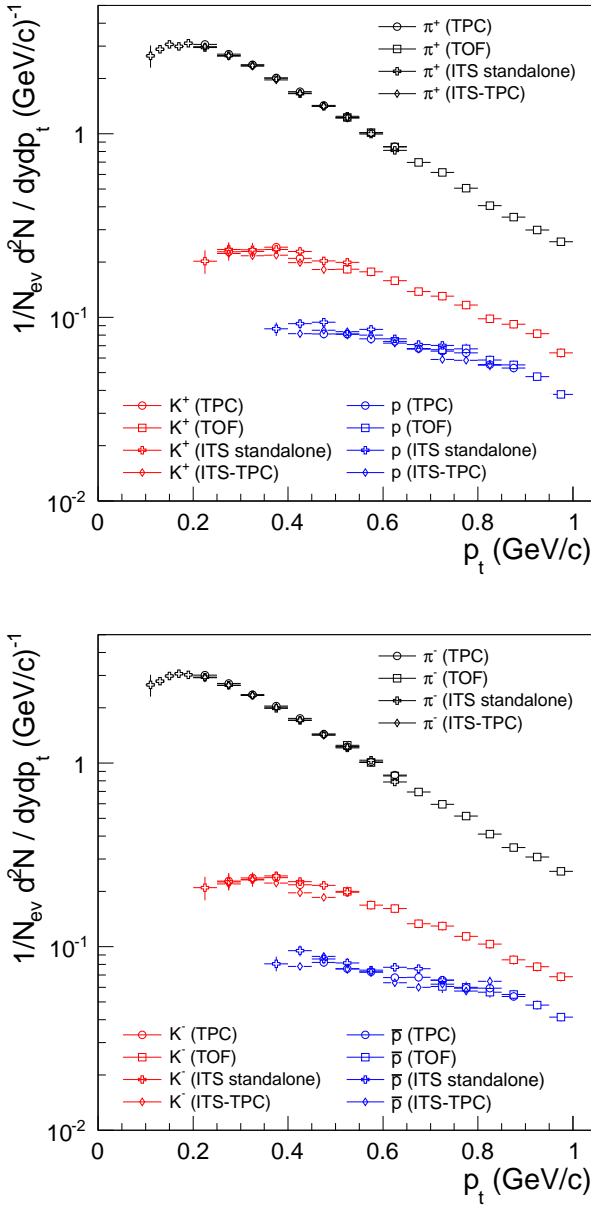 1/N_ev d²N / dydp_t (GeV/c)⁻¹
π⁺ (TPC)
π⁺ (TOF)
π⁺ (ITS standalone)
π⁺ (ITS-TPC)
1
10⁻¹
10⁻²
K⁺ (TPC)
K⁺ (TOF)
K⁺ (ITS standalone)
K⁺ (ITS-TPC)
p (TPC)
p (TOF)
p (ITS standalone)
p (ITS-TPC)
0 0.2 0.4 0.6 0.8 1
p_t (GeV/c)
1/N_ev d²N / dydp_t (GeV/c)⁻¹
π⁻ (TPC)
π⁻ (TOF)
π⁻ (ITS standalone)
π⁻ (ITS-TPC)
1
10⁻¹
10⁻²
K⁻ (TPC)
K⁻ (TOF)
K⁻ (ITS standalone)
K⁻ (ITS-TPC)
p̅ (TPC)
p̅ (TOF)
p̅ (ITS standalone)
p̅ (ITS-TPC)
0 0.2 0.4 0.6 0.8 1
p_t (GeV/c)